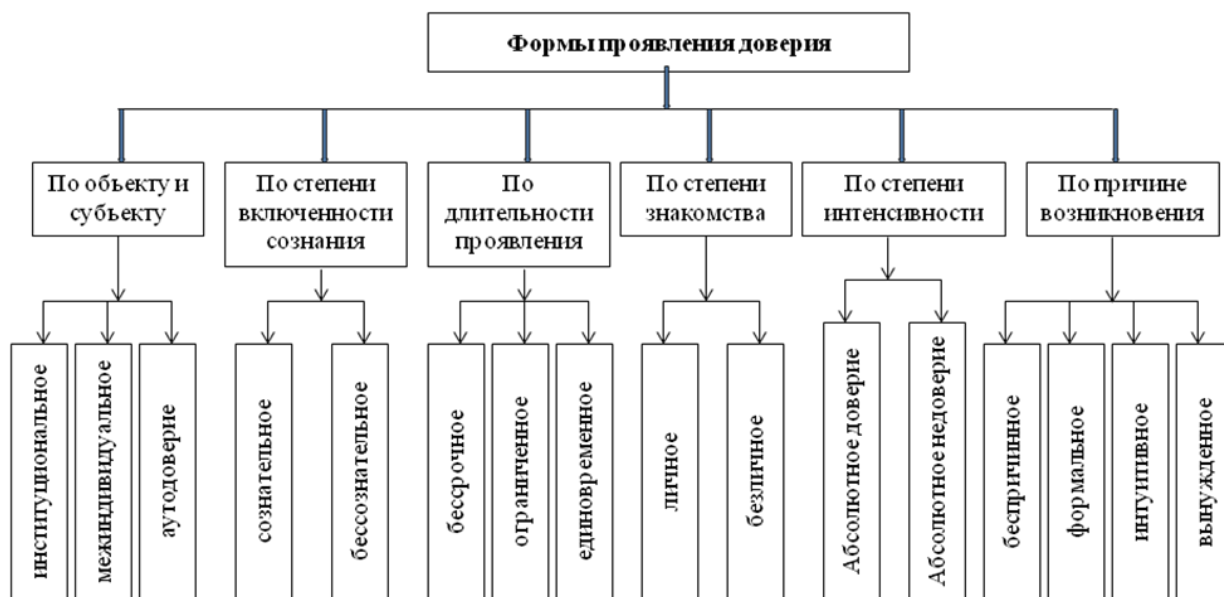 Формы проявления доверия
По объекту и
субъекту
По степени
включенности
сознания
По
длительности
проявления
По степени
знакомства
По степени
интенсивности
По причине
возникновения
институциональное
межиндивидуальное
аутодоверие
сознательное
бессознательное
бессрочное
ограниченное
единовременное
личное
безличное
Абсолютное доверие
Абсолютное недоверие
беспричинное
формальное
интуитивное
вынужденное